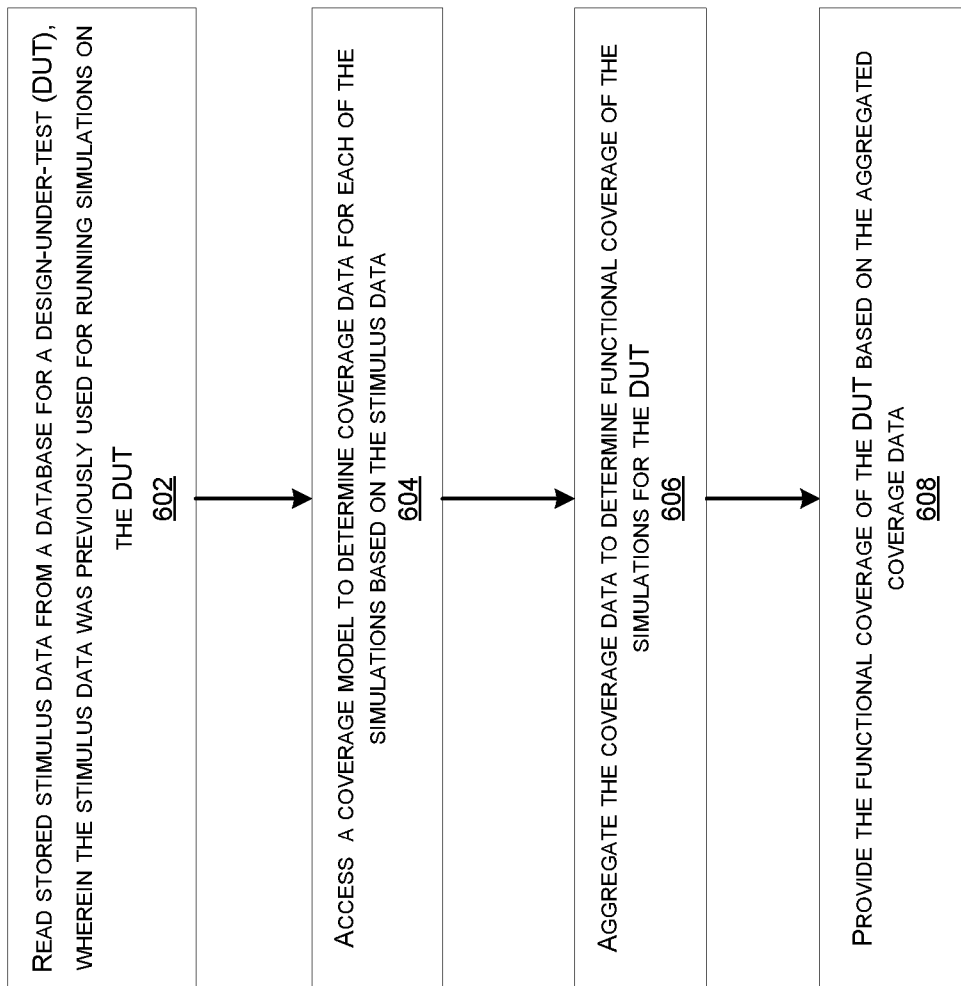 READ STORED STIMULUS DATA FROM A DATABASE FOR A DESIGN-UNDER-TEST (DUT),
WHEREIN THE STIMULUS DATA WAS PREVIOUSLY USED FOR RUNNING SIMULATIONS ON
THE DUT
602
ACCESS A COVERAGE MODEL TO DETERMINE COVERAGE DATA FOR EACH OF THE
SIMULATIONS BASED ON THE STIMULUS DATA
604
AGGREGATE THE COVERAGE DATA TO DETERMINE FUNCTIONAL COVERAGE OF THE
SIMULATIONS FOR THE DUT
606
PROVIDE THE FUNCTIONAL COVERAGE OF THE DUT BASED ON THE AGGREGATED
COVERAGE DATA
608